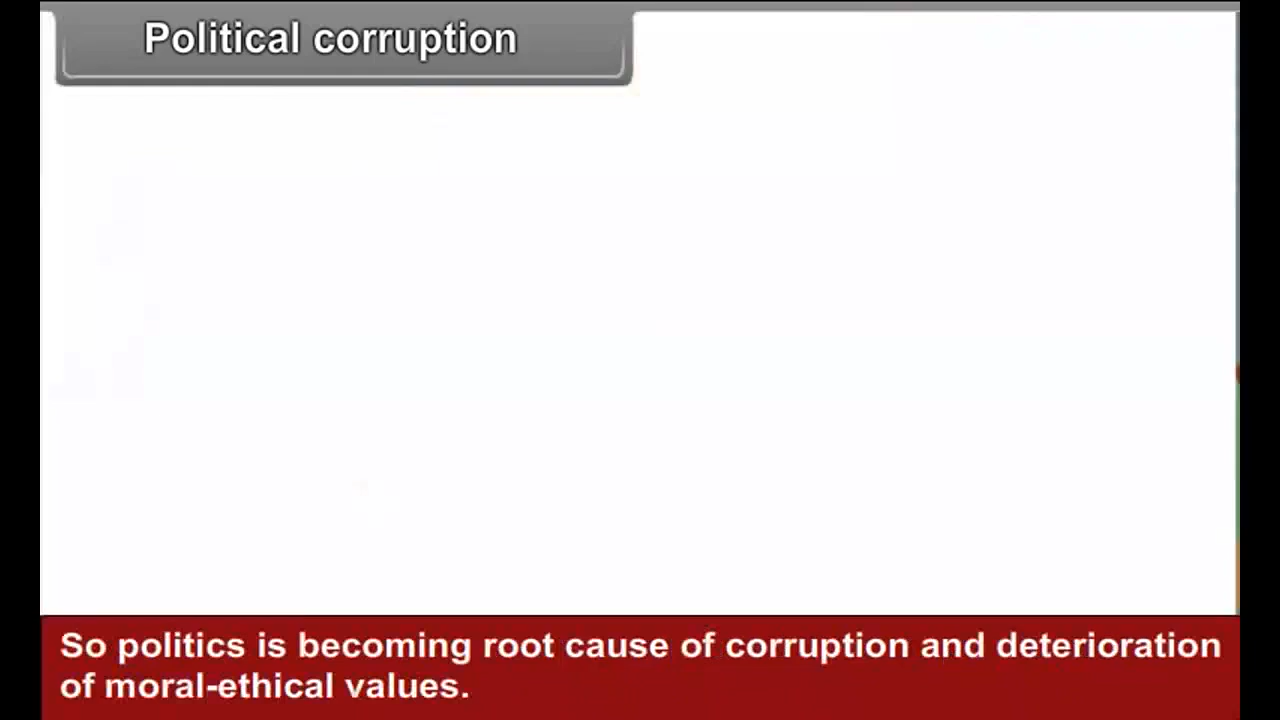 Political corruption
So politics is becoming root cause of corruption and deterioration
of moral-ethical values.